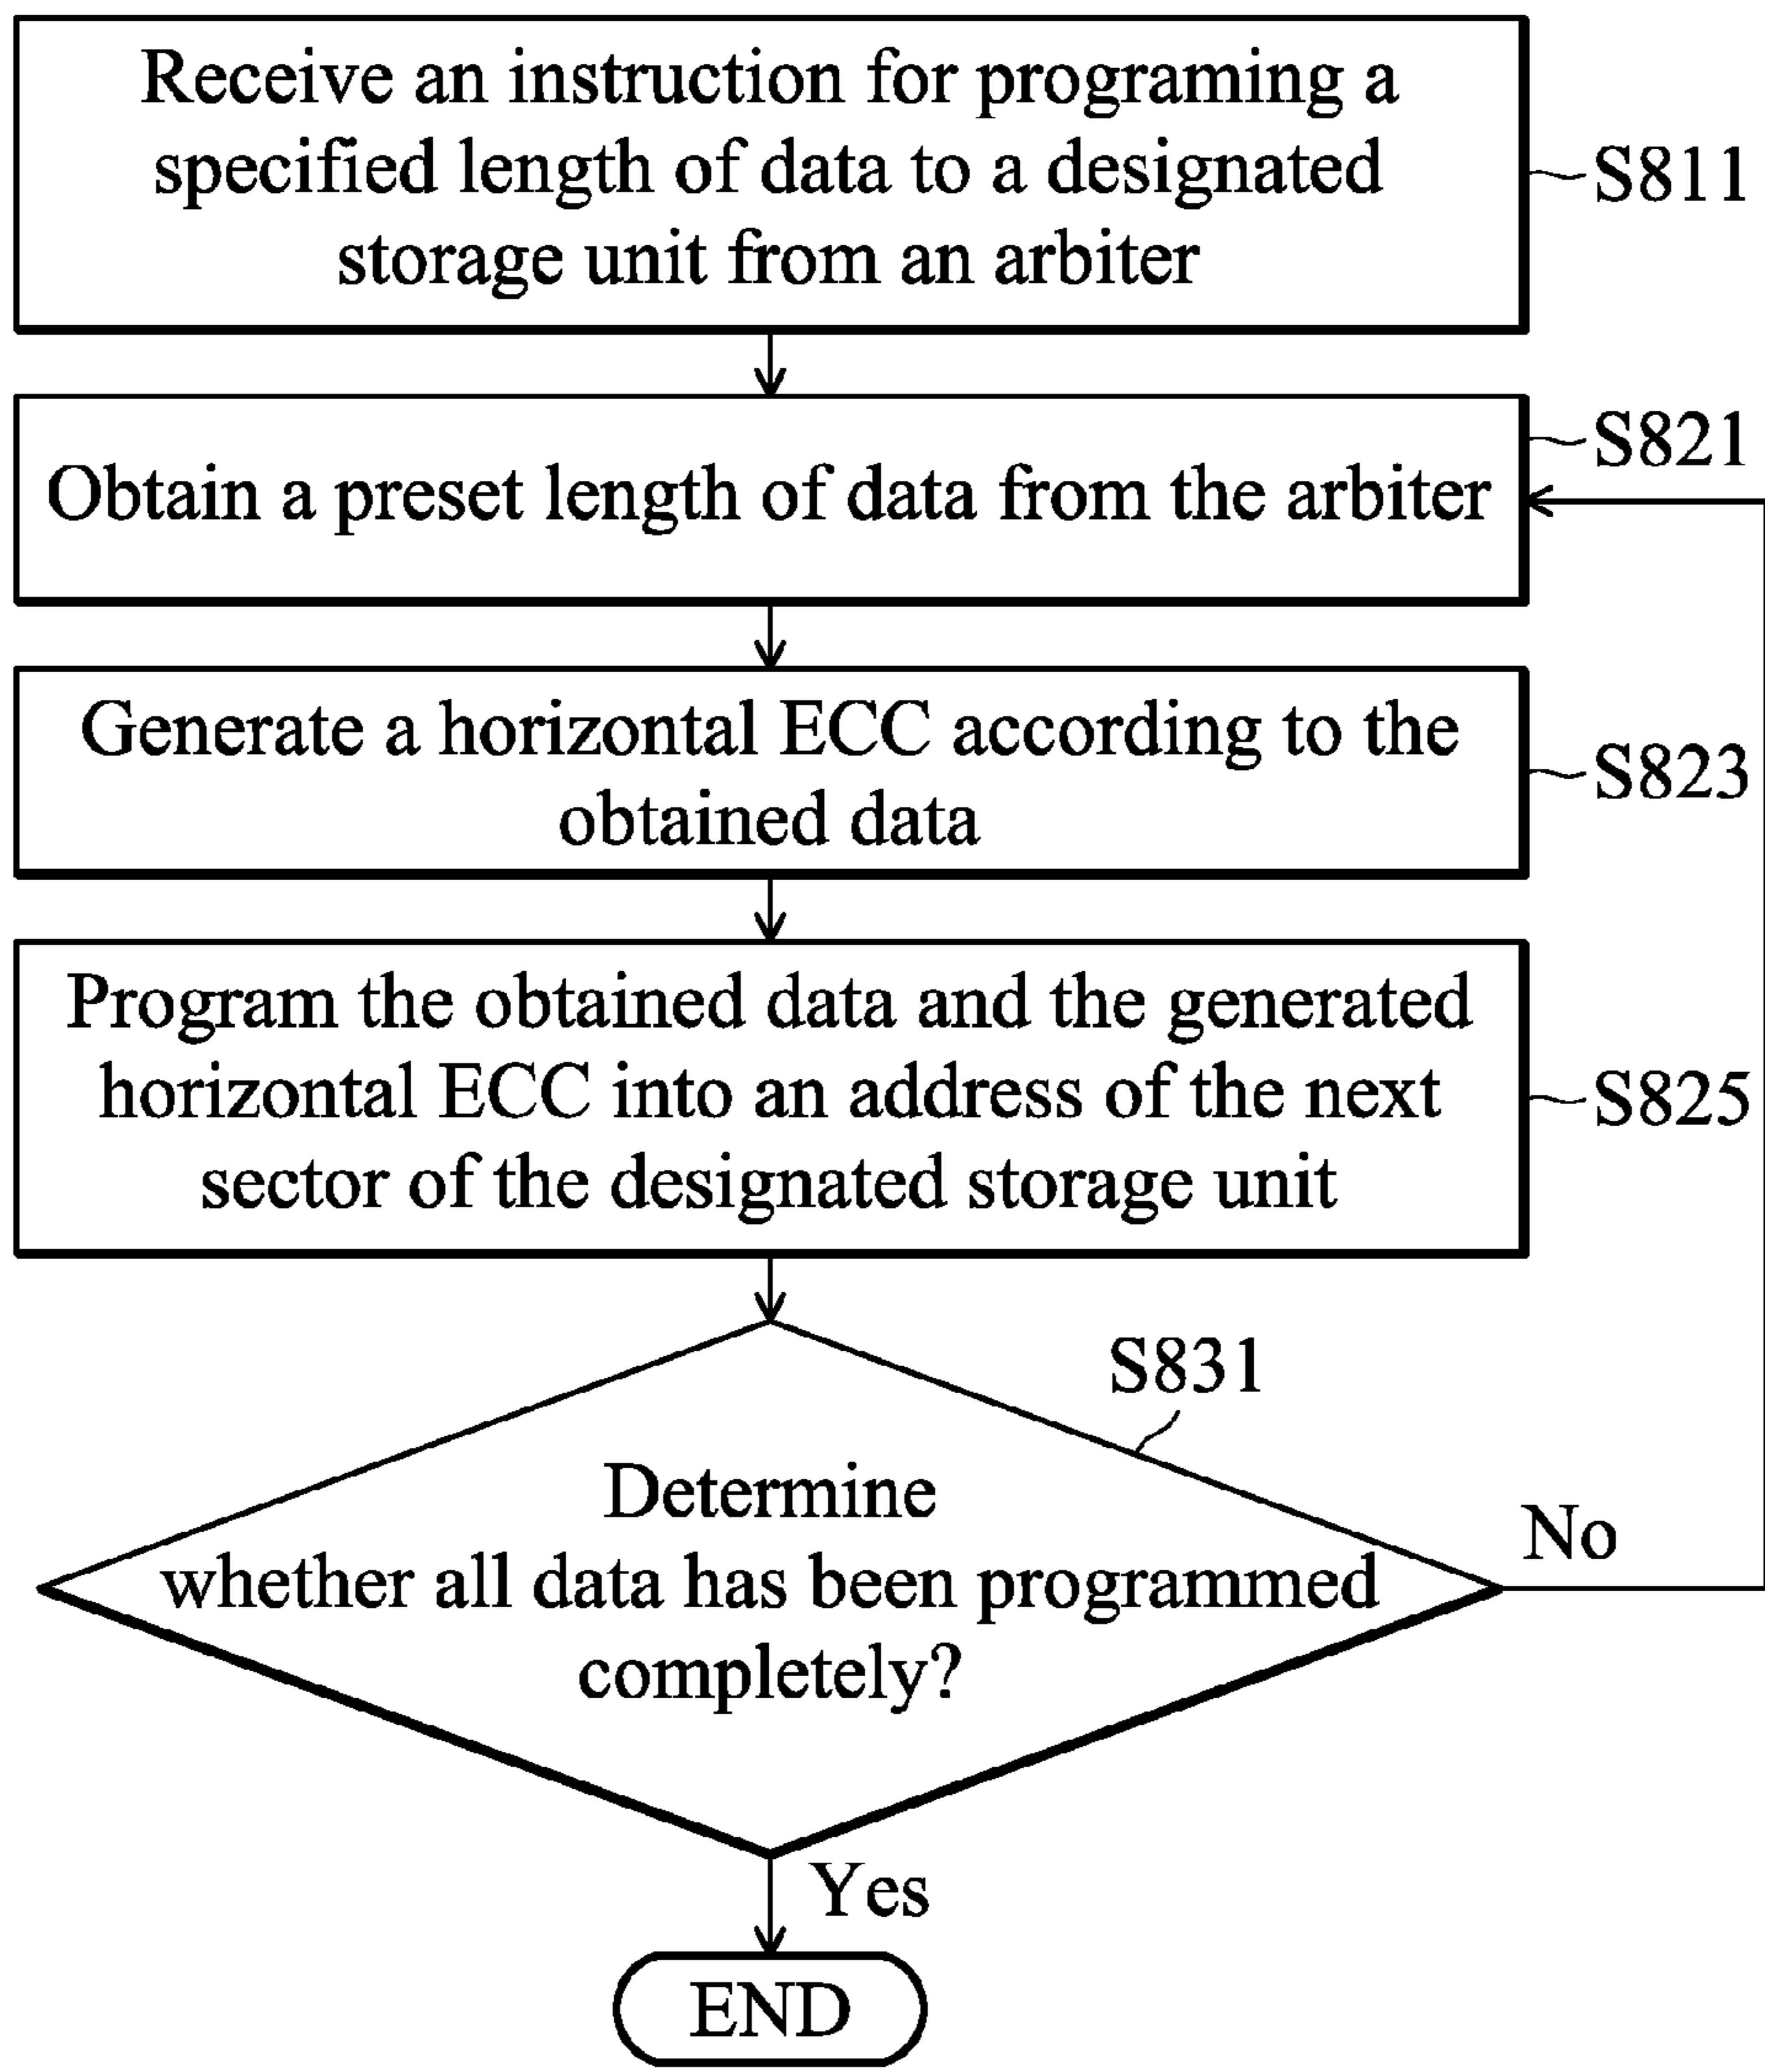 Receive an instruction for programing a
specified length of data to a designated
storage unit from an arbiter
S811
S821
Obtain a preset length of data from the arbiter
Generate a horizontal ECC according to the
obtained data
S823
Program the obtained data and the generated
horizontal ECC into an address of the next
sector of the designated storage unit
S825
S831
Determine
whether all data has been programmed
completely?
No
Yes
END